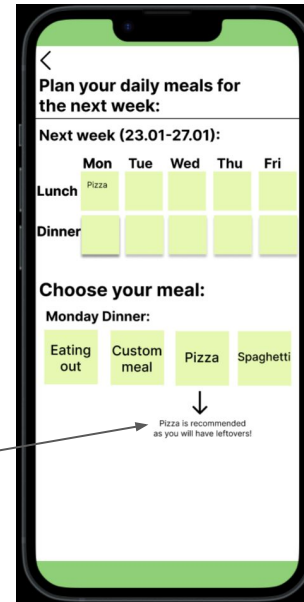 Plan your daily meals for
the next week:
Next week (23.01-27.01):
Mon Tue Wed Thu Fri
Lunch Pizza
Dinner
Choose your meal:
Monday Dinner:
Eating
out
Custom
meal
Pizza
Spaghetti
Pizza is recommended
as you will have leftovers!